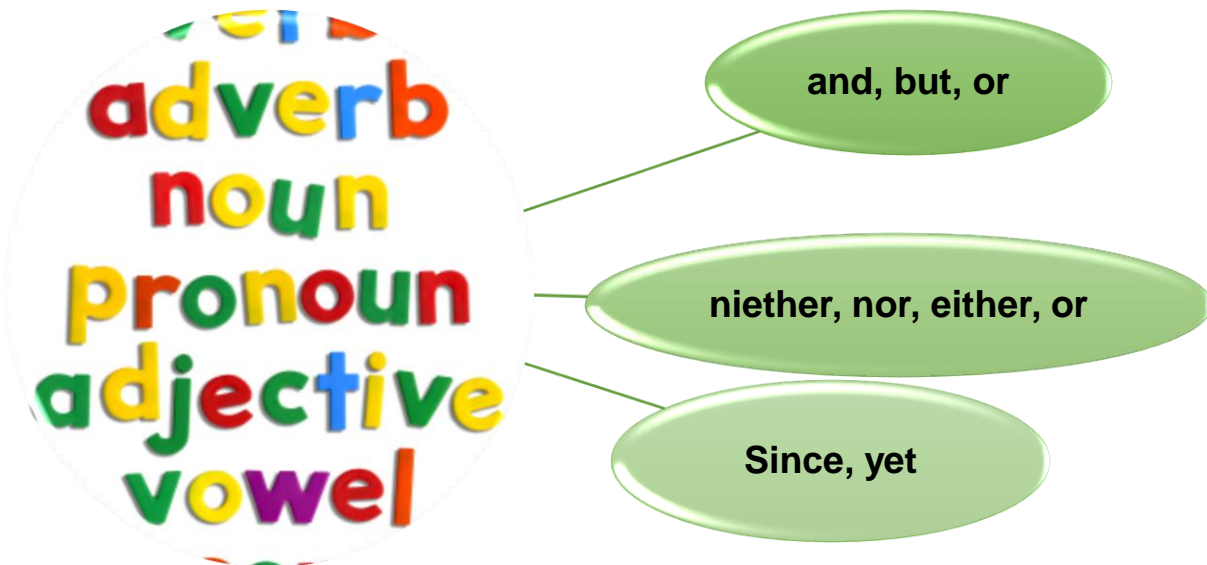 adverb
noun
pronoun
adjective
vowel
and, but, or
niether, nor, either, or
Since, yet